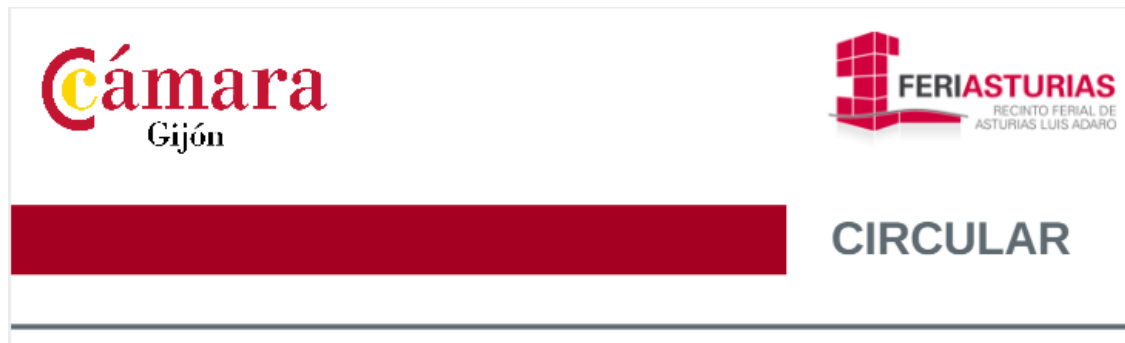 Cámara
Gijón
FERIASTURIAS
RECINTO FERIAL DE
ASTURIAS LUIS ADARO
CIRCULAR